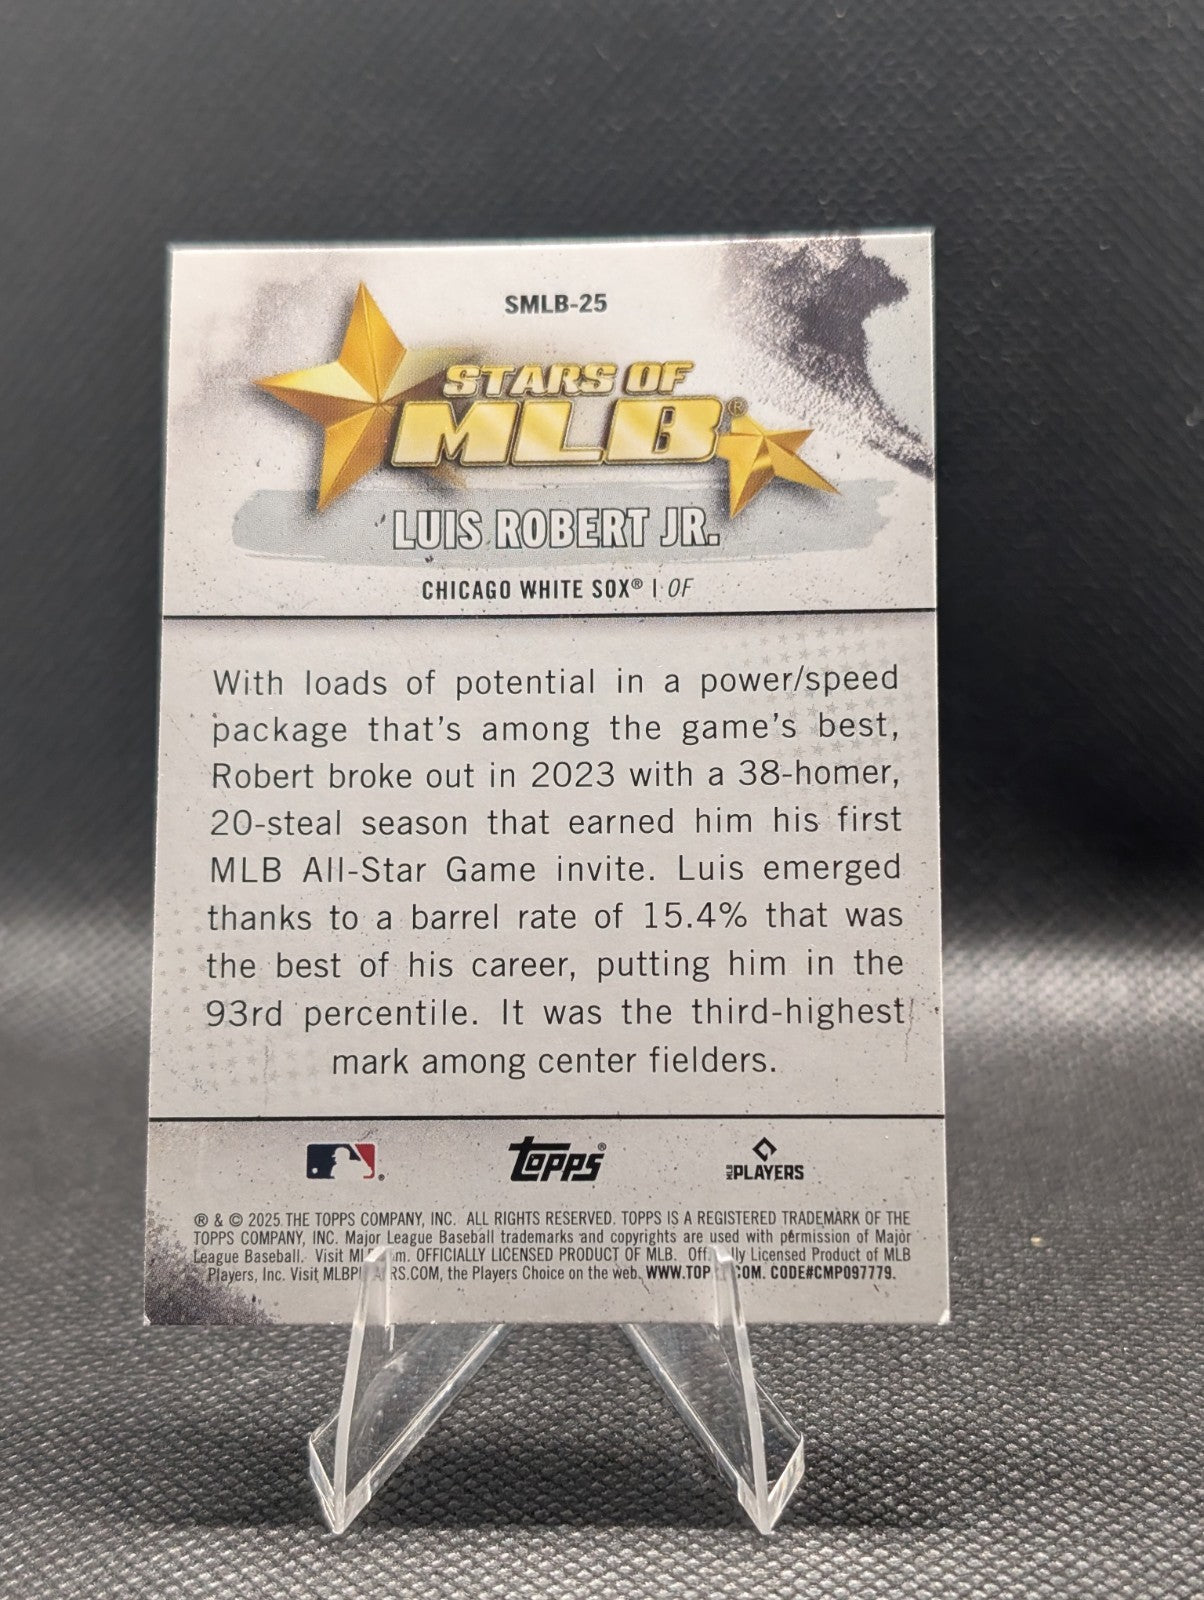 SMLB-25
STARS OF
MLB®
LUIS ROBERT JR.
CHICAGO WHITE SOX® | OF
With loads of potential in a power/speed
package that's among the game's best,
Robert broke out in 2023 with a 38-homer,
20-steal season that earned him his first
MLB All-Star Game invite. Luis emerged
thanks to a barrel rate of 15.4% that was
the best of his career, putting him in the
93rd percentile. It was the third-highest
mark among center fielders.
Topps®
MLB PLAYERS
® & © 2025 THE TOPPS COMPANY, INC. ALL RIGHTS RESERVED. TOPPS IS A REGISTERED TRADEMARK OF THE
TOPPS COMPANY, INC. Major League Baseball trademarks and copyrights are used with permission of Major
League Baseball. Visit OFFICIALLY LICENSED PRODUCT OF MLB. Licensed Product of MLB
Players, Inc. Visit the Players Choice on the web. CODE#CMP097779.